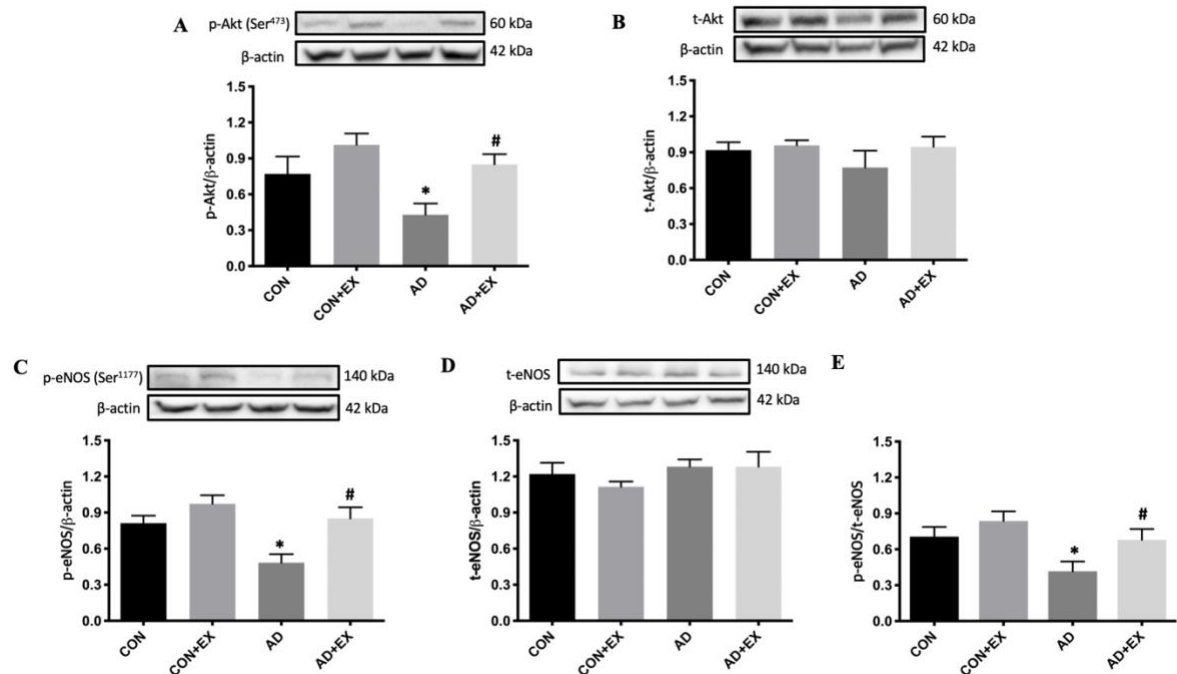 A
p-Akt (Ser⁴⁷³)
60 kDa
β-actin
42 kDa
p-Akt/β-actin
1.5
1.2
0.9
0.6
0.3
0.0
*
#
CON
CON+EX
AD
AD+EX
B
t-Akt
60 kDa
β-actin
42 kDa
t-Akt/β-actin
1.5
1.2
0.9
0.6
0.3
0.0
CON
CON+EX
AD
AD+EX
C
p-eNOS (Ser¹¹⁷⁷)
140 kDa
β-actin
42 kDa
p-eNOS/β-actin
1.5
1.2
0.9
0.6
0.3
0.0
*
#
CON
CON+EX
AD
AD+EX
D
t-eNOS
140 kDa
β-actin
42 kDa
t-eNOS/β-actin
1.5
1.2
0.9
0.6
0.3
0.0
CON
CON+EX
AD
AD+EX
E
p-eNOS/t-eNOS
1.5
1.2
0.9
0.6
0.3
0.0
*
#
CON
CON+EX
AD
AD+EX